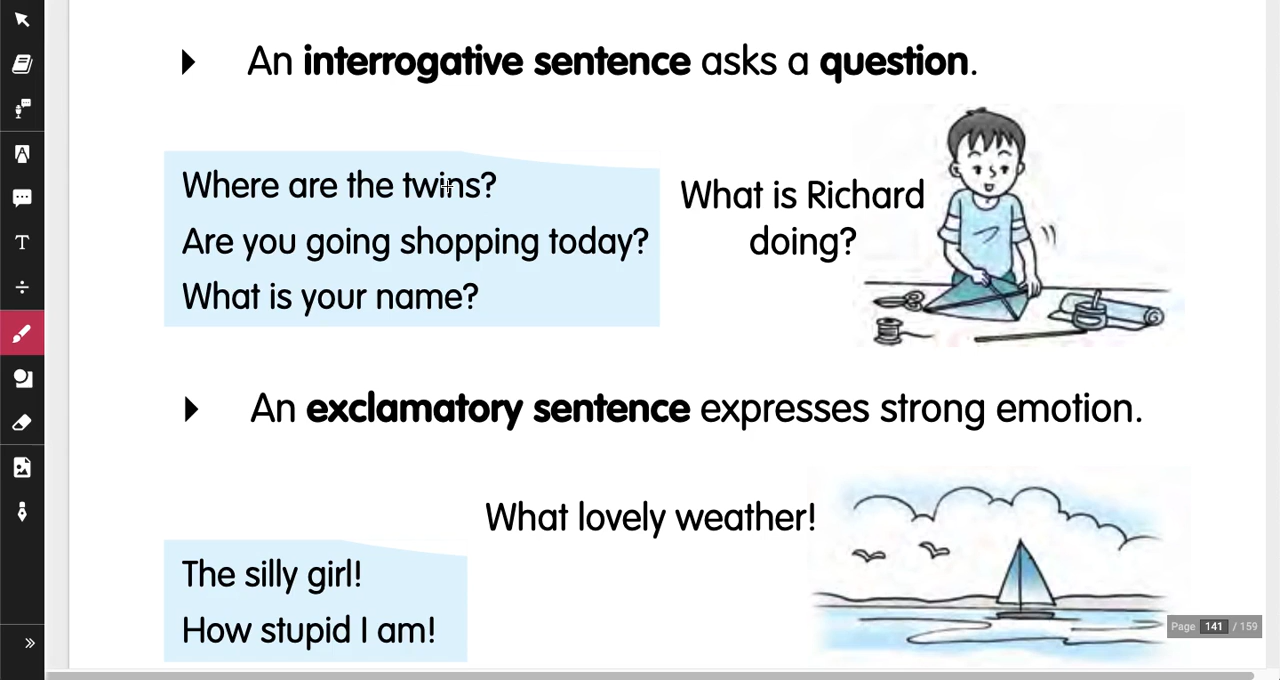 An interrogative sentence asks a question.
Where are the twins?
Are you going shopping today?
What is your name?
What is Richard
doing?
An exclamatory sentence expresses strong emotion.
What lovely weather!
The silly girl!
How stupid I am!
Page 141 / 159